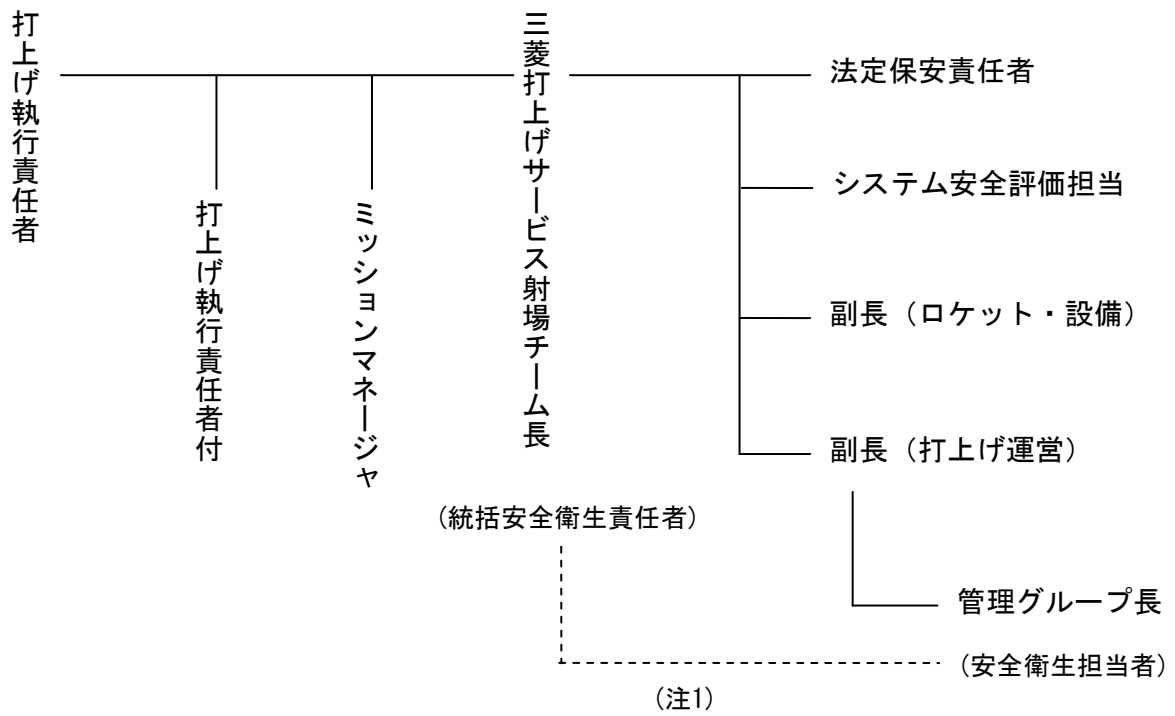 打上げ執行責任者
打上げ執行責任者付
ミッションマネージャ
三菱打上げサービス射場チーム長
(統括安全衛生責任者)
法定保安責任者
システム安全評価担当
副長（ロケット・設備）
副長（打上げ運営）
管理グループ長
(安全衛生担当者)
(注1)